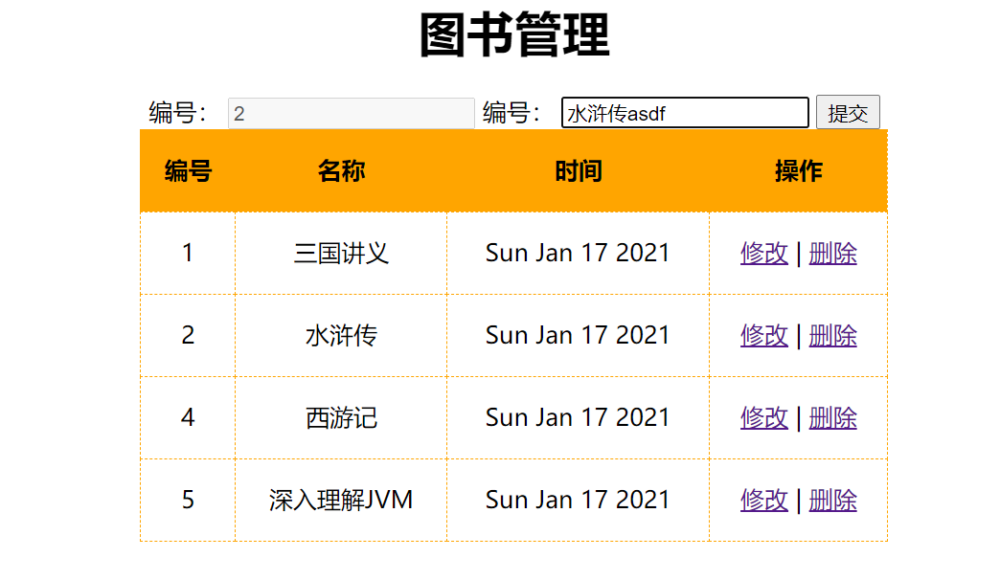 图书管理
编号： 2 编号： 水浒传asdf 提交
编号 名称 时间 操作
1 三国讲义 Sun Jan 17 2021 修改 | 删除
2 水浒传 Sun Jan 17 2021 修改 | 删除
4 西游记 Sun Jan 17 2021 修改 | 删除
5 深入理解JVM Sun Jan 17 2021 修改 | 删除